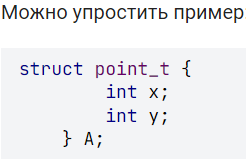 Можно упростить пример
struct point_t {
int x;
int y;
} A;